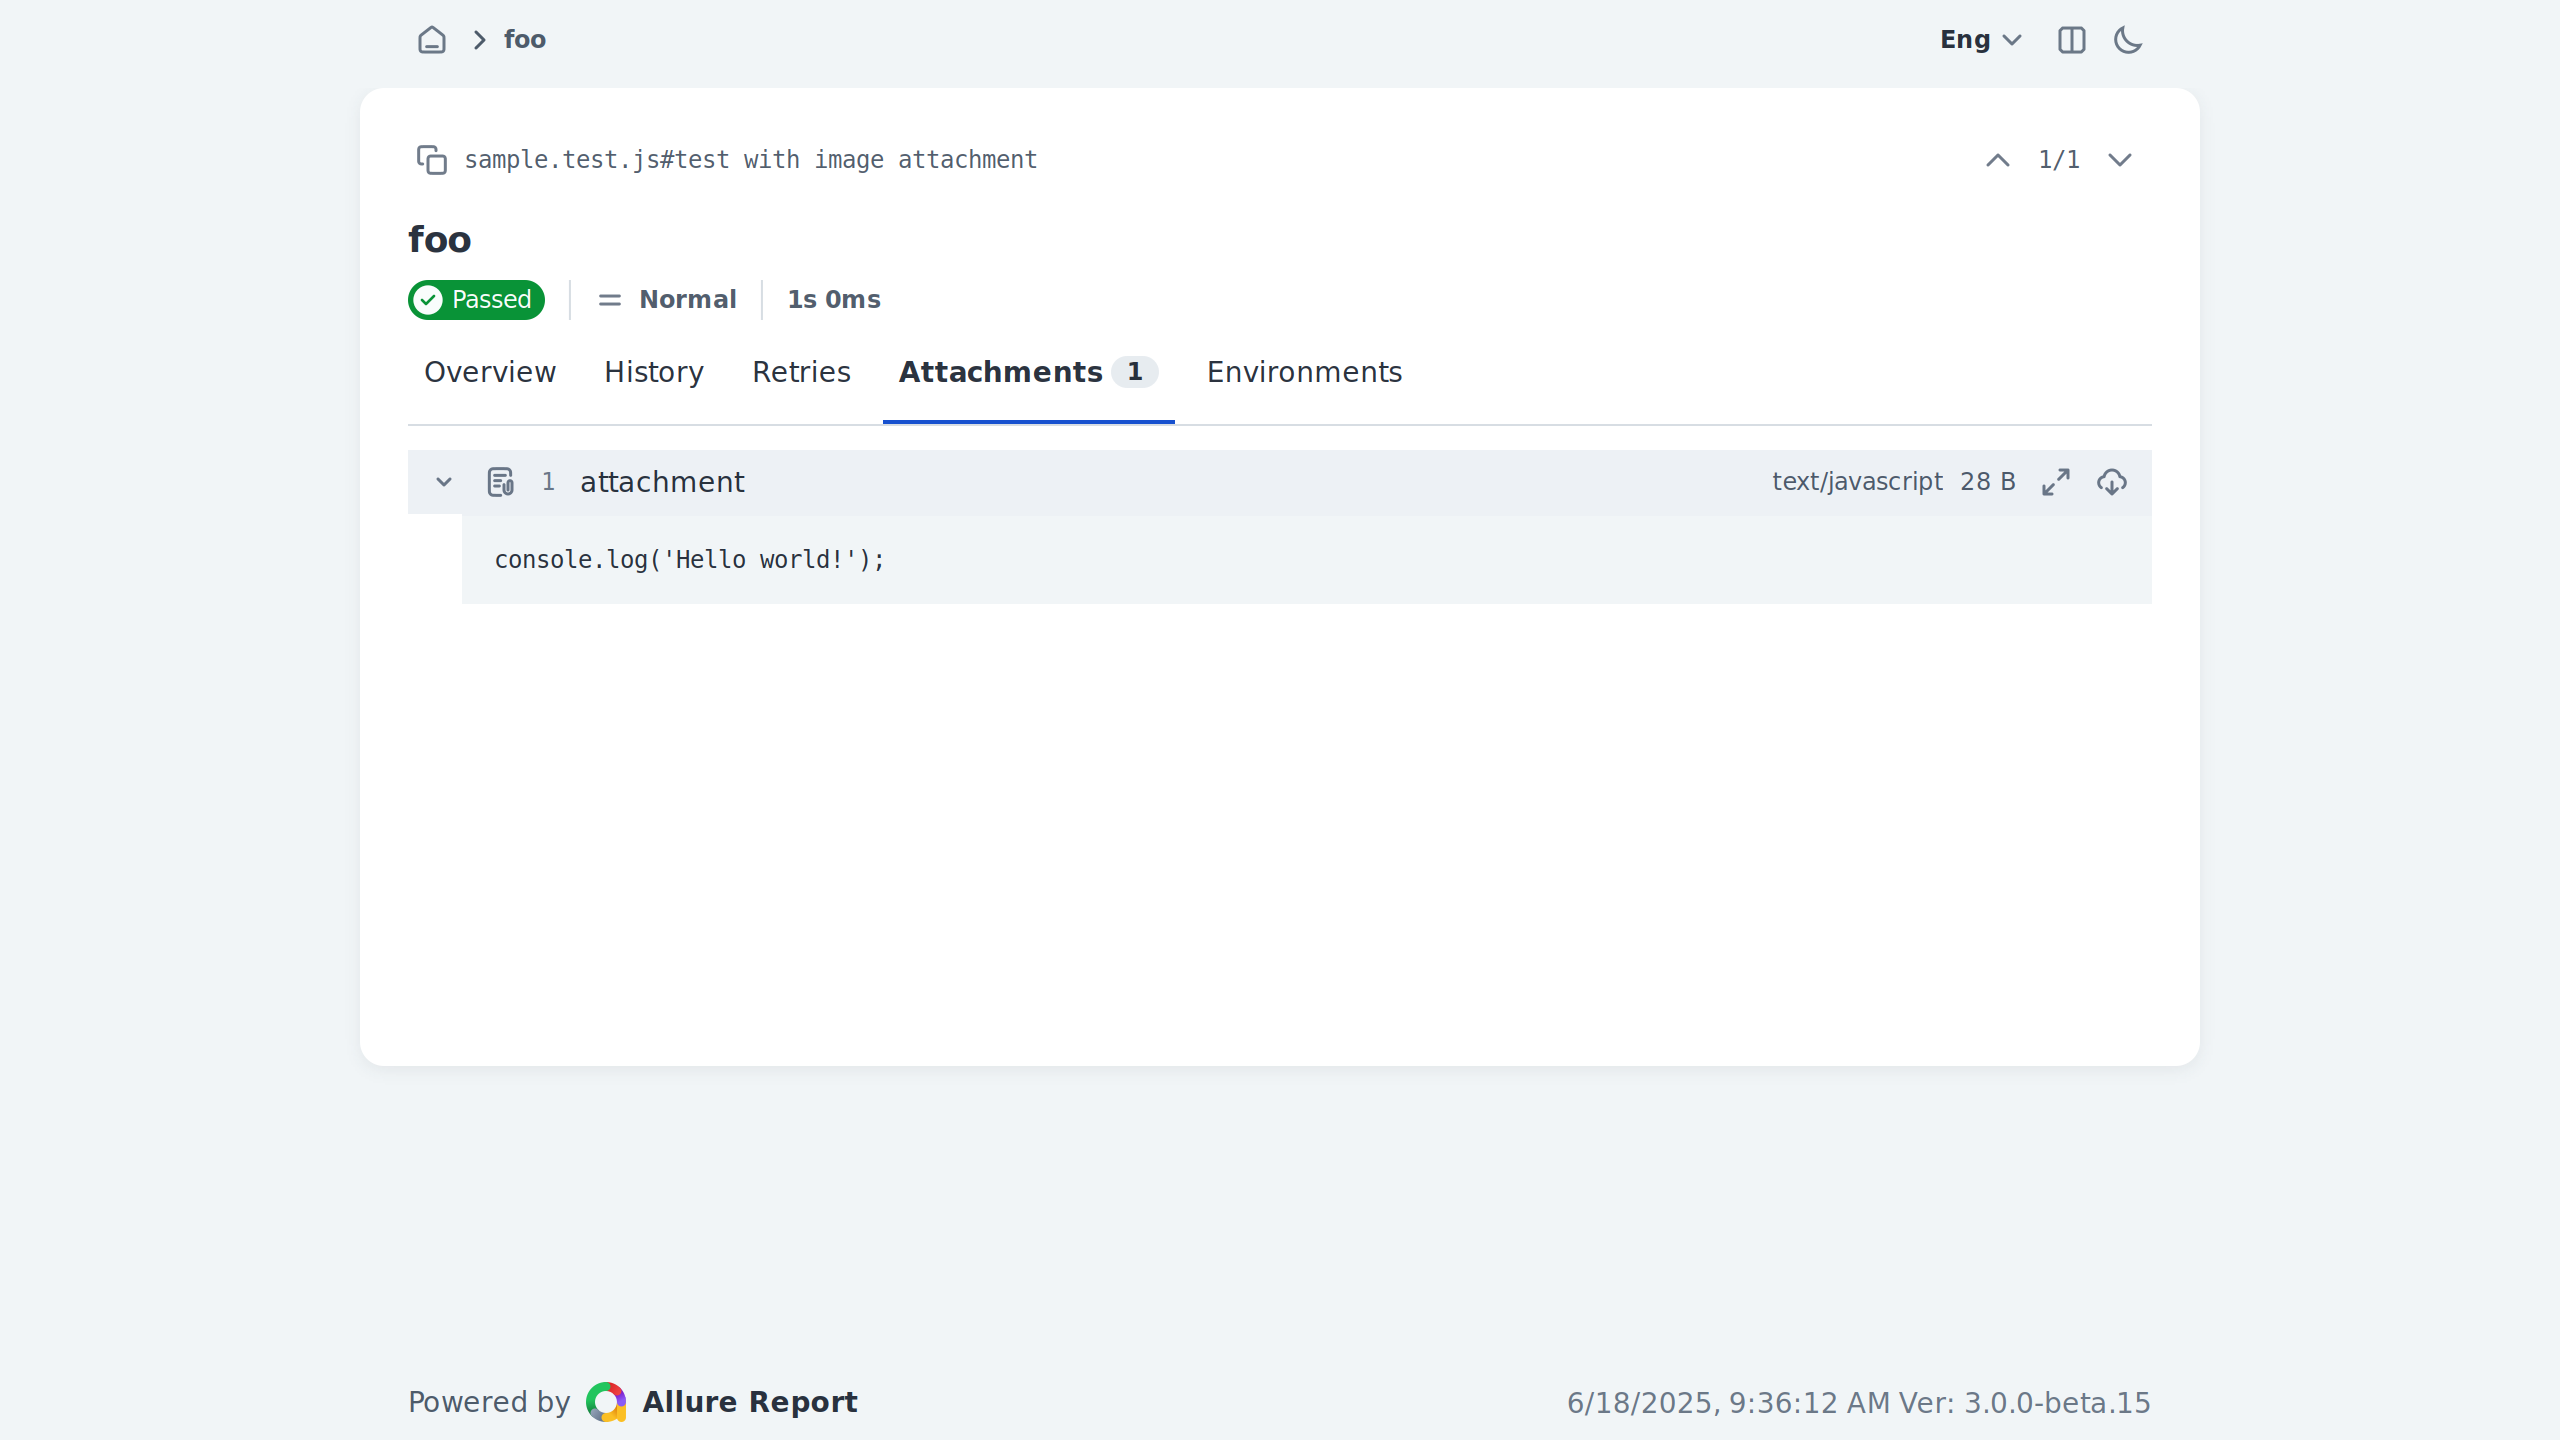 foo
Eng
sample.test.js#test with image attachment
1/1
foo
Passed
Normal
1s 0ms
Overview
History
Retries
Attachments 1
Environments
1 attachment
text/javascript 28 B
console.log('Hello world!');
Powered by Allure Report
6/18/2025, 9:36:12 AM Ver: 3.0.0-beta.15